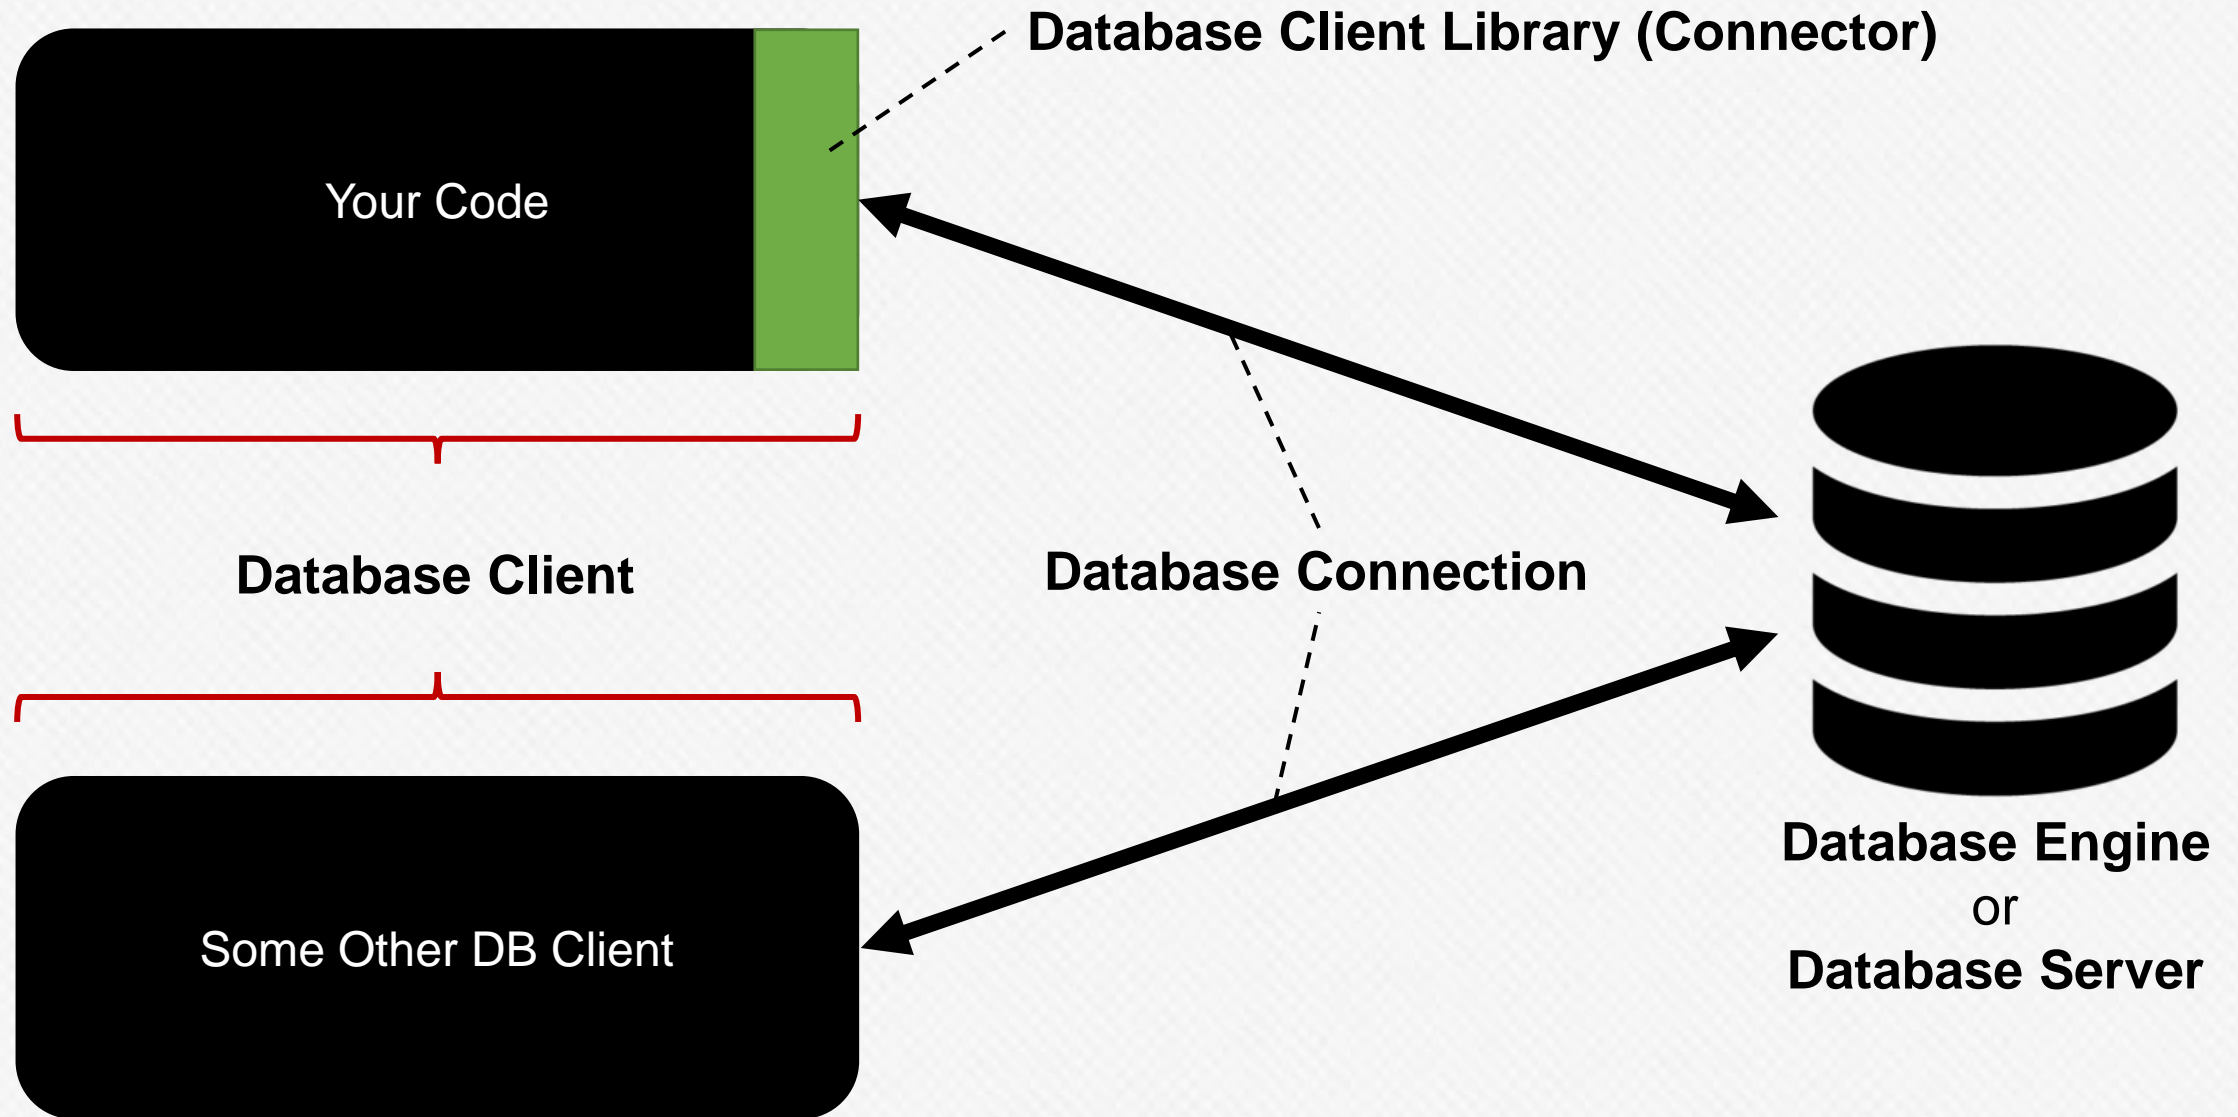 Database Client Library (Connector)
Your Code
Database Client
Database Connection
Some Other DB Client
Database Engine
or
Database Server